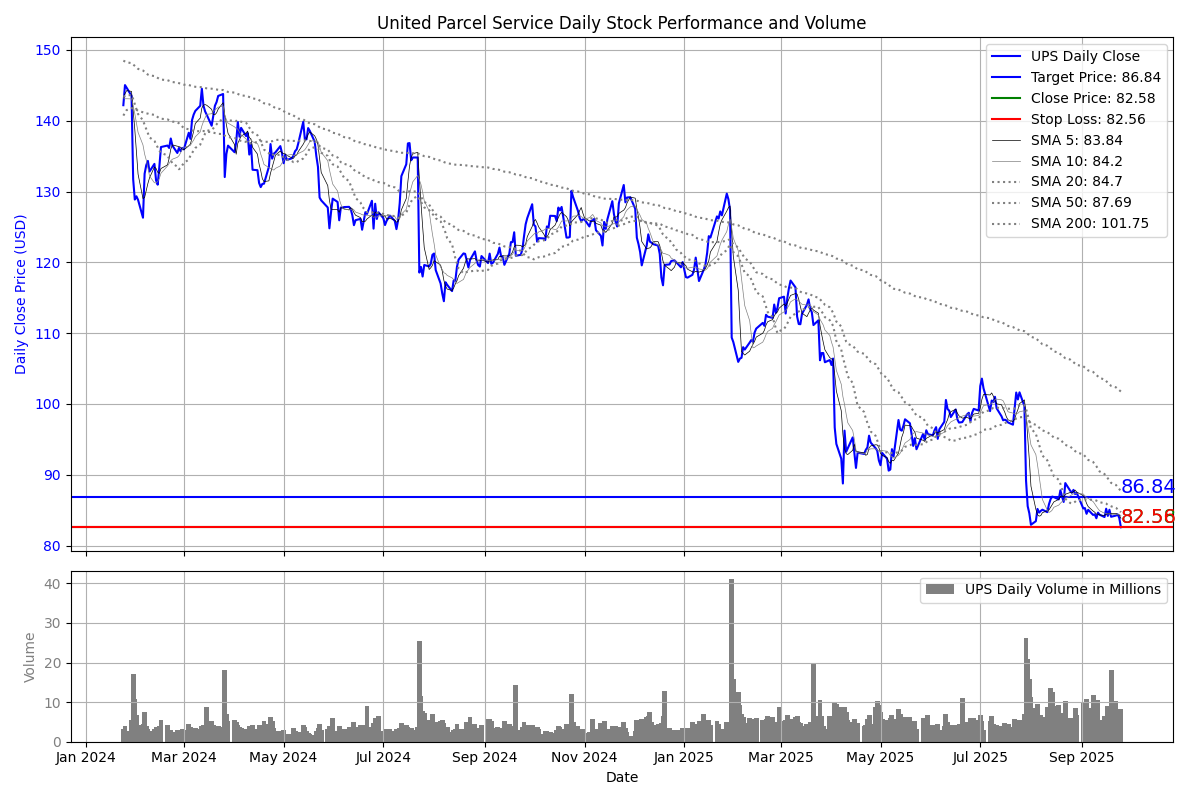 United Parcel Service Daily Stock Performance and Volume
150
140
130
120
110
100
90
80
Daily Close Price (USD)
UPS Daily Close
Target Price: 86.84
Close Price: 82.58
Stop Loss: 82.56
SMA 5: 83.84
SMA 10: 84.2
SMA 20: 84.7
SMA 50: 87.69
SMA 200: 101.75
86.84
82.56
40
30
20
10
0
Volume
UPS Daily Volume in Millions
Jan 2024
Mar 2024
May 2024
Jul 2024
Sep 2024
Nov 2024
Jan 2025
Mar 2025
May 2025
Jul 2025
Sep 2025
Date